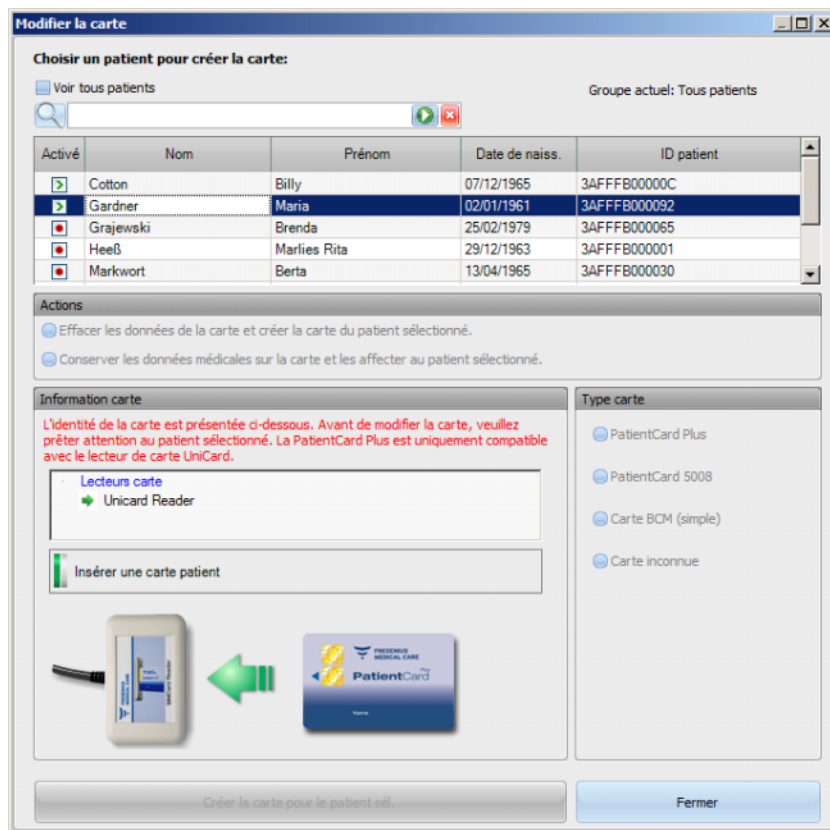 Modifier la carte
Choisir un patient pour créer la carte:
Voir tous patients
Groupe actuel: Tous patients
Activé Nom Prénom Date de naiss. ID patient
Cotton Billy 07/12/1965 3AFFFB00000C
Gardner Maria 02/01/1961 3AFFFB000092
Grajewski Brenda 25/02/1979 3AFFFB000065
Heeß Marlies Rita 29/12/1963 3AFFFB000001
Markwort Berta 13/04/1965 3AFFFB000030
Actions
Effacer les données de la carte et créer la carte du patient sélectionné.
Conserver les données médicales sur la carte et les affecter au patient sélectionné.
Information carte
L'identité de la carte est présentée ci-dessous. Avant de modifier la carte, veuillez
prêter attention au patient sélectionné. La PatientCard Plus est uniquement compatible
avec le lecteur de carte UniCard.
Lecteurs carte
Unicard Reader
Insérer une carte patient
FRESENIUS
MEDICAL CARE
UniCard Reader
FRESENIUS
MEDICAL CARE
Plus
PatientCard
Name
Type carte
PatientCard Plus
PatientCard 5008
Carte BCM (simple)
Carte inconnue
Créer la carte pour le patient sél.
Fermer